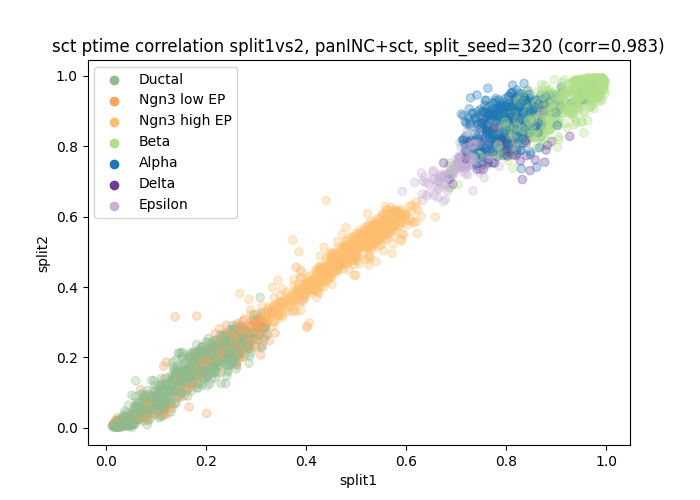 sct ptime correlation split1vs2, panINC+sct, split_seed=320 (corr=0.983)
Ductal
Ngn3 low EP
Ngn3 high EP
Beta
Alpha
Delta
Epsilon
1.0
0.8
0.6
0.4
0.2
0.0
split2
0.0 0.2 0.4 0.6 0.8 1.0
split1